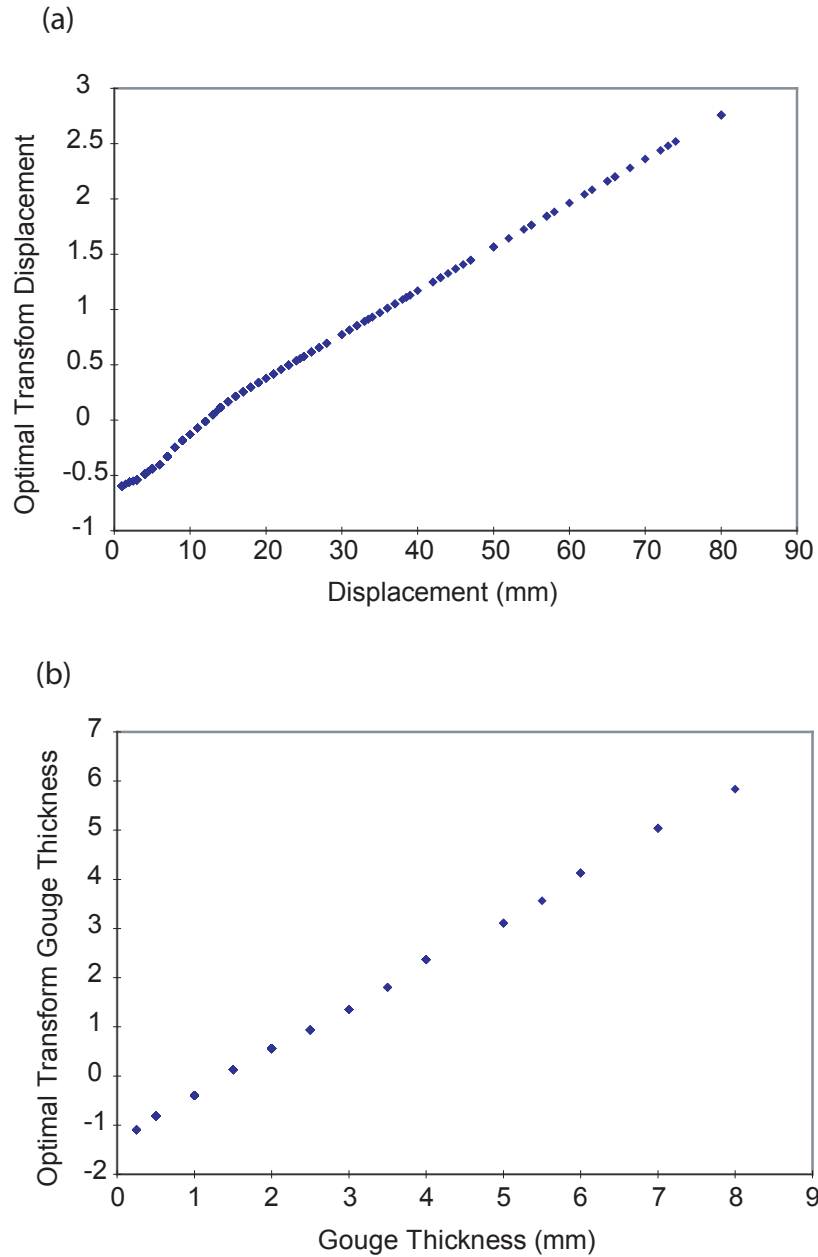 (a)
3
2.5
2
1.5
1
0.5
0
-0.5
-1
Optimal Transfom Displacement
0 10 20 30 40 50 60 70 80 90
Displacement (mm)
(b)
7
6
5
4
3
2
1
0
-1
-2
Optimal Transform Gouge Thickness
0 1 2 3 4 5 6 7 8 9
Gouge Thickness (mm)